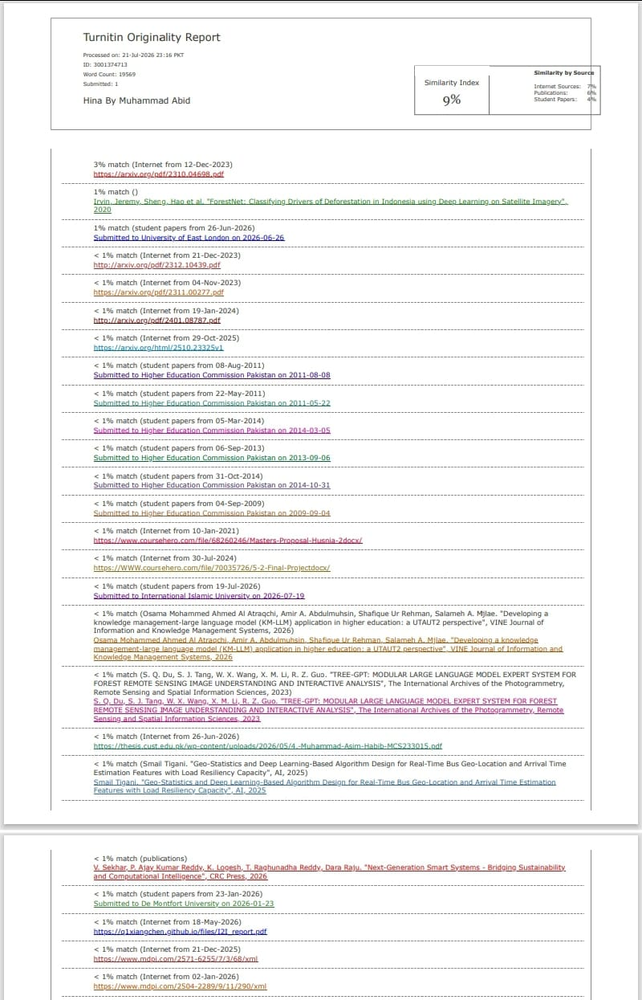 Turnitin Originality Report
Processed on: 21-Jul-2026 23:16 PKT
ID: 3001374713
Word Count: 19569
Submitted: 1
Hina By Muhammad Abid
Similarity Index
9%
Similarity by Source
Internet Sources: 7%
Publications: 6%
Student Papers: 4%
3% match (Internet from 12-Dec-2023)
https://arxiv.org/pdf/2310.04698.pdf
1% match ()
Irvin, Jeremy, Sheng, Hao et al. "ForestNet: Classifying Drivers of Deforestation in Indonesia using Deep Learning on Satellite Imagery",
2020
1% match (student papers from 26-Jun-2026)
Submitted to University of East London on 2026-06-26
< 1% match (Internet from 21-Dec-2023)
http://arxiv.org/pdf/2312.10439.pdf
< 1% match (Internet from 04-Nov-2023)
https://arxiv.org/pdf/2311.00277.pdf
< 1% match (Internet from 19-Jan-2024)
http://arxiv.org/pdf/2401.08787.pdf
< 1% match (Internet from 29-Oct-2025)
https://arxiv.org/html/2510.23325v1
< 1% match (student papers from 08-Aug-2011)
Submitted to Higher Education Commission Pakistan on 2011-08-08
< 1% match (student papers from 22-May-2011)
Submitted to Higher Education Commission Pakistan on 2011-05-22
< 1% match (student papers from 05-Mar-2014)
Submitted to Higher Education Commission Pakistan on 2014-03-05
< 1% match (student papers from 06-Sep-2013)
Submitted to Higher Education Commission Pakistan on 2013-09-06
< 1% match (student papers from 31-Oct-2014)
Submitted to Higher Education Commission Pakistan on 2014-10-31
< 1% match (student papers from 04-Sep-2009)
Submitted to Higher Education Commission Pakistan on 2009-09-04
< 1% match (Internet from 10-Jan-2021)
https://www.coursehero.com/file/68260246/Masters-Proposal-Husnia-2docx/
< 1% match (Internet from 30-Jul-2024)
https://WWW.coursehero.com/file/70035726/5-2-Final-Projectdocx/
< 1% match (student papers from 19-Jul-2026)
Submitted to International Islamic University on 2026-07-19
< 1% match (Osama Mohammed Ahmed Al Atraqchi, Amir A. Abdulmuhsin, Shafique Ur Rehman, Salameh A. Mjlae. "Developing a
knowledge management-large language model (KM-LLM) application in higher education: a UTAUT2 perspective", VINE Journal of
Information and Knowledge Management Systems, 2026)
Osama Mohammed Ahmed Al Atraqchi, Amir A. Abdulmuhsin, Shafique Ur Rehman, Salameh A. Mjlae. "Developing a knowledge
management-large language model (KM-LLM) application in higher education: a UTAUT2 perspective", VINE Journal of Information and
Knowledge Management Systems, 2026
< 1% match (S. Q. Du, S. J. Tang, W. X. Wang, X. M. Li, R. Z. Guo. "TREE-GPT: MODULAR LARGE LANGUAGE MODEL EXPERT SYSTEM FOR
FOREST REMOTE SENSING IMAGE UNDERSTANDING AND INTERACTIVE ANALYSIS", The International Archives of the Photogrammetry,
Remote Sensing and Spatial Information Sciences, 2023)
S. Q. Du, S. J. Tang, W. X. Wang, X. M. Li, R. Z. Guo. "TREE-GPT: MODULAR LARGE LANGUAGE MODEL EXPERT SYSTEM FOR FOREST
REMOTE SENSING IMAGE UNDERSTANDING AND INTERACTIVE ANALYSIS", The International Archives of the Photogrammetry, Remote
Sensing and Spatial Information Sciences, 2023
< 1% match (Internet from 26-Jun-2026)
https://thesis.cust.edu.pk/wp-content/uploads/2026/05/4.-Muhammad-Asim-Habib-MCS233015.pdf
< 1% match (Smail Tigani. "Geo-Statistics and Deep Learning-Based Algorithm Design for Real-Time Bus Geo-Location and Arrival Time
Estimation Features with Load Resiliency Capacity", AI, 2025)
Smail Tigani. "Geo-Statistics and Deep Learning-Based Algorithm Design for Real-Time Bus Geo-Location and Arrival Time Estimation
Features with Load Resiliency Capacity", AI, 2025
< 1% match (publications)
V. Sekhar, P. Ajay Kumar Reddy, K. Logesh, T. Raghunadha Reddy, Dara Raju. "Next-Generation Smart Systems - Bridging Sustainability
and Computational Intelligence", CRC Press, 2026
< 1% match (student papers from 23-Jan-2026)
Submitted to De Montfort University on 2026-01-23
< 1% match (Internet from 18-May-2026)
https://q1xiangchen.github.io/files/I2I_report.pdf
< 1% match (Internet from 21-Dec-2025)
https://www.mdpi.com/2571-6255/7/3/68/xml
< 1% match (Internet from 02-Jan-2026)
https://www.mdpi.com/2504-2289/9/11/290/xml